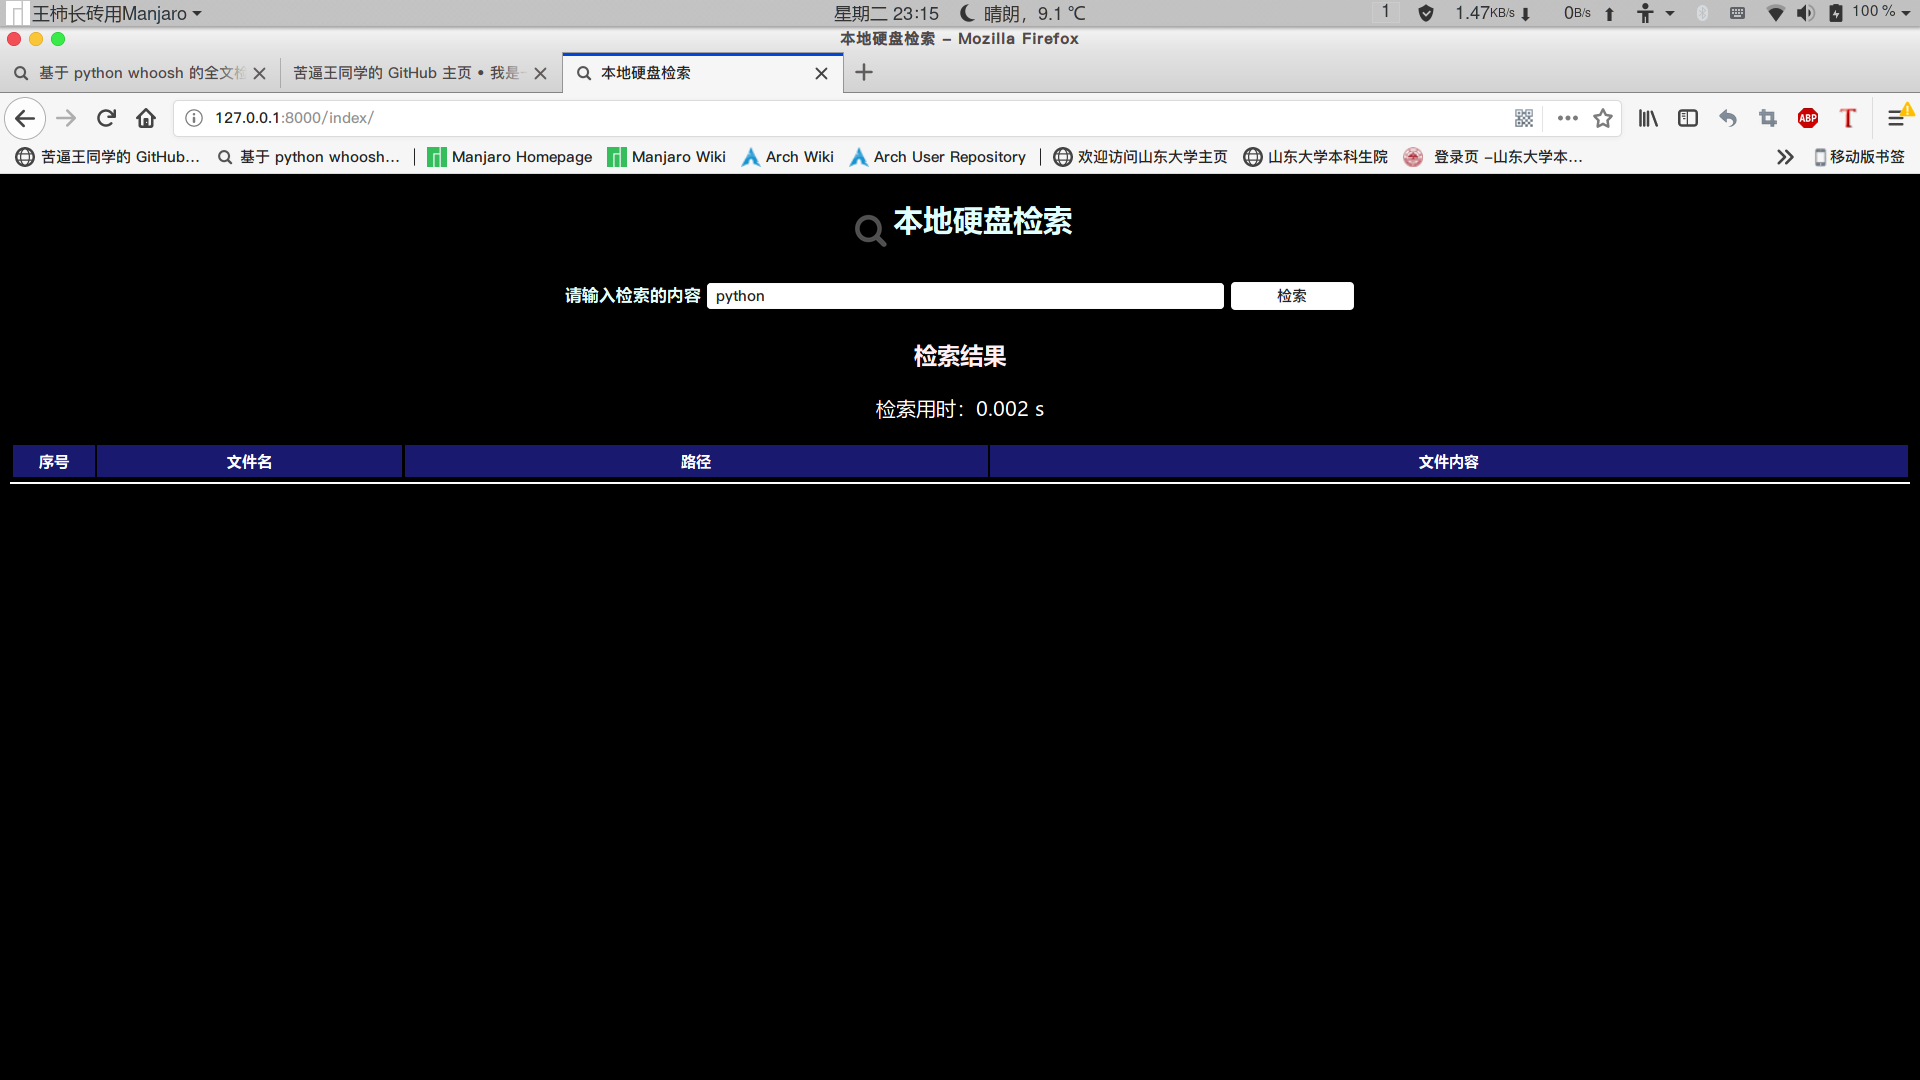 王柿长砖用Manjaro
星期二 23:15 晴朗，9.1 ℃
1 1.47KB/s 0B/s 100 %
本地硬盘检索 – Mozilla Firefox
基于 python whoosh 的全文检
苦逼王同学的 GitHub 主页 • 我是一
本地硬盘检索
127.0.0.1:8000/index/
ABP T
苦逼王同学的 GitHub…
基于 python whoosh…
Manjaro Homepage
Manjaro Wiki
Arch Wiki
Arch User Repository
欢迎访问山东大学主页
山东大学本科生院
登录页 –山东大学本…
移动版书签
本地硬盘检索
请输入检索的内容 python 检索
检索结果
检索用时：0.002 s
序号 文件名 路径 文件内容